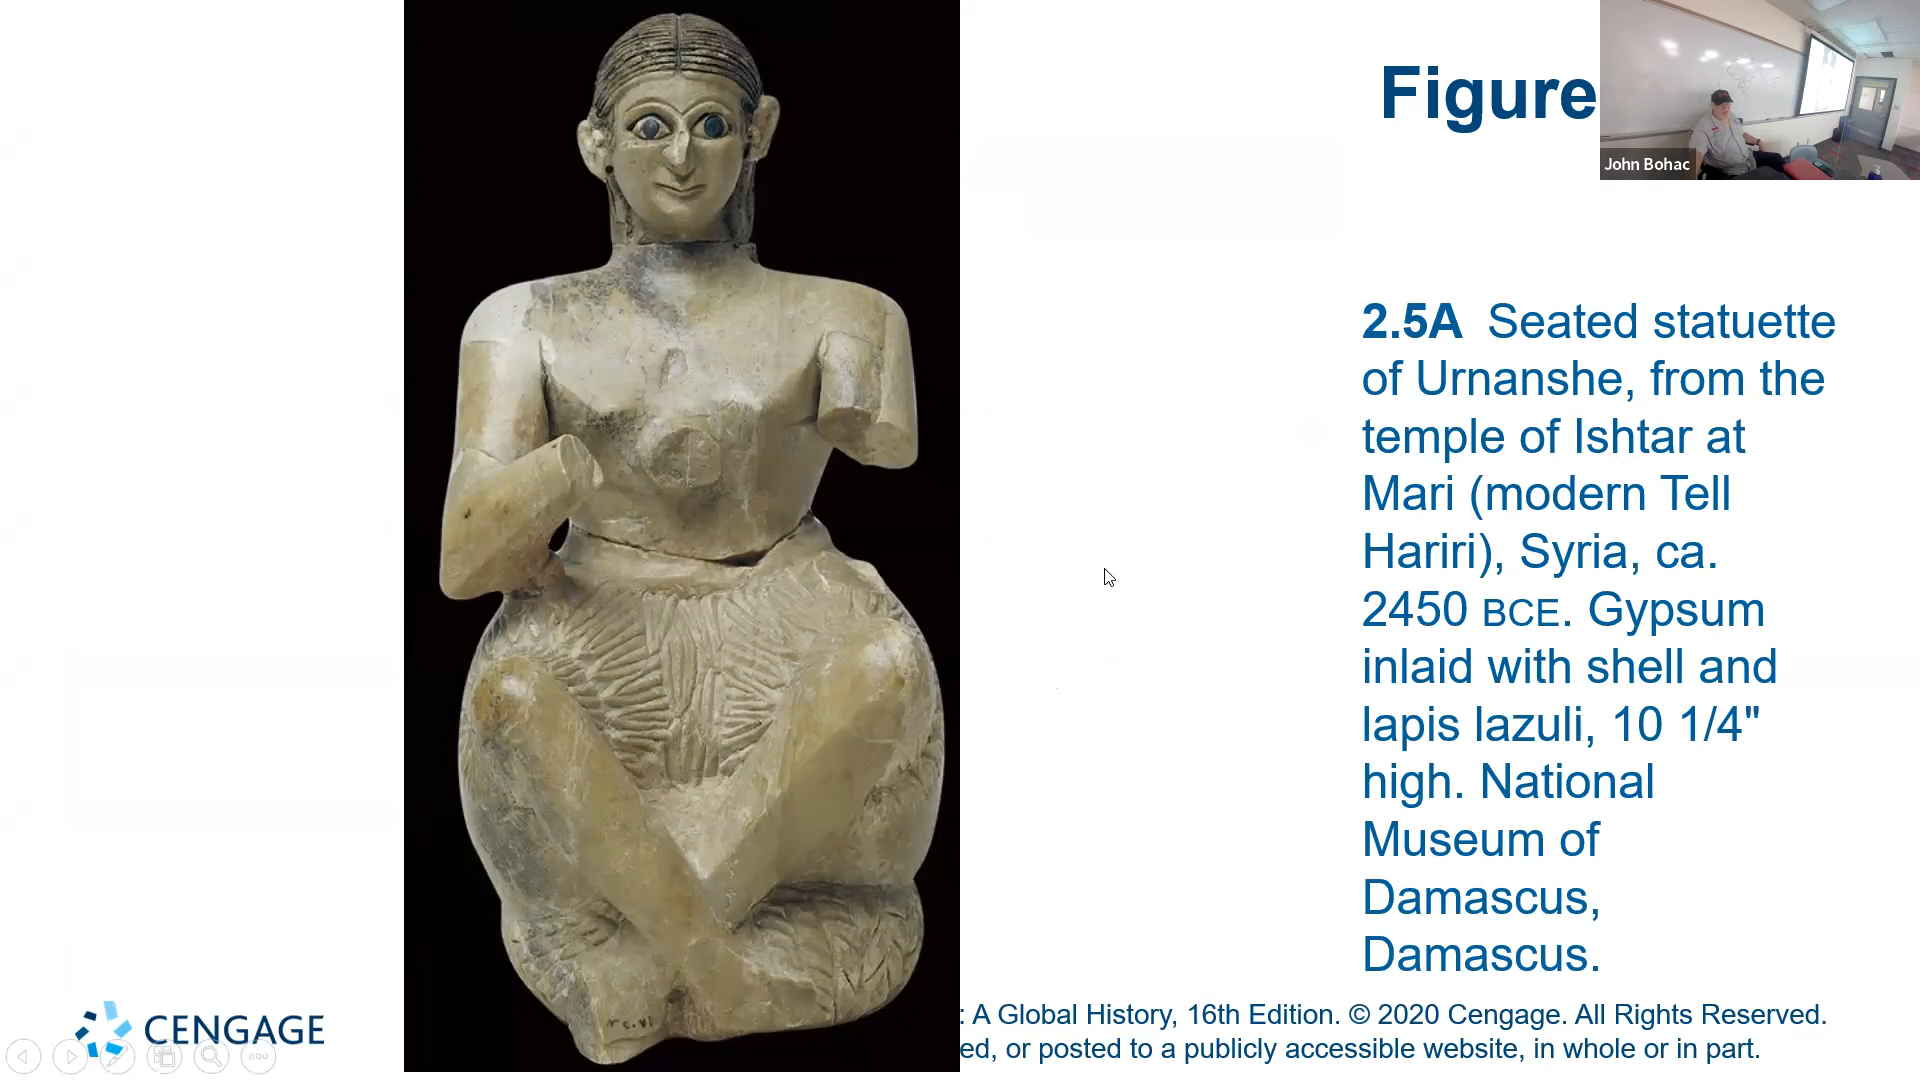 Figure
John Bohac
2.5A Seated statuette
of Urnanshe, from the
temple of Ishtar at
Mari (modern Tell
Hariri), Syria, ca.
2450 BCE. Gypsum
inlaid with shell and
lapis lazuli, 10 1/4"
high. National
Museum of
Damascus,
Damascus.
CENGAGE
: A Global History, 16th Edition. © 2020 Cengage. All Rights Reserved.
ed, or posted to a publicly accessible website, in whole or in part.